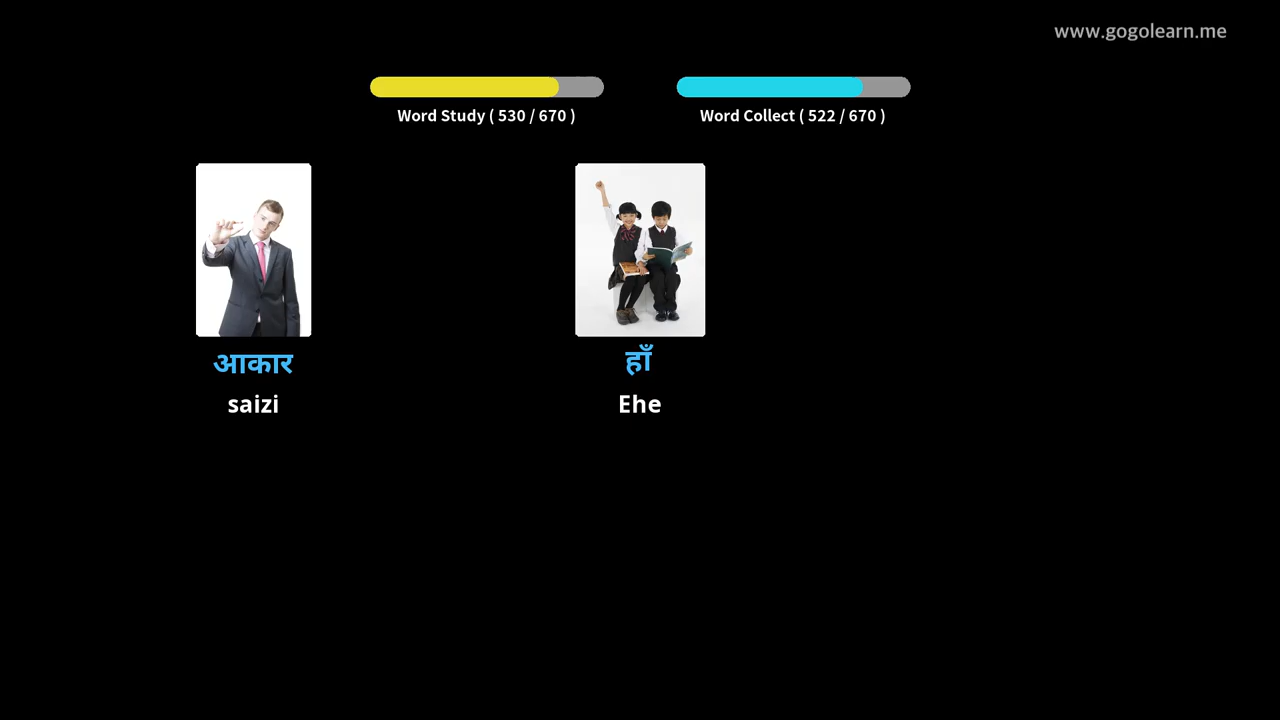 www.gogolearn.me
Word Study ( 530 / 670 )
Word Collect ( 522 / 670 )
आकार
हाँ
saizi
Ehe